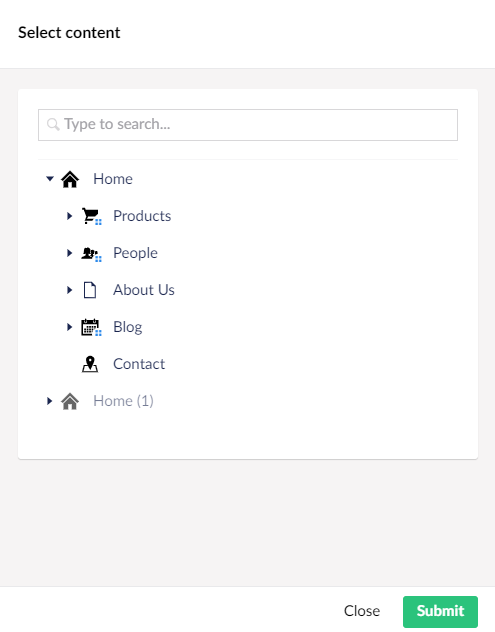 Select content
Type to search...
Home
Products
People
About Us
Blog
Contact
Home (1)
Close Submit